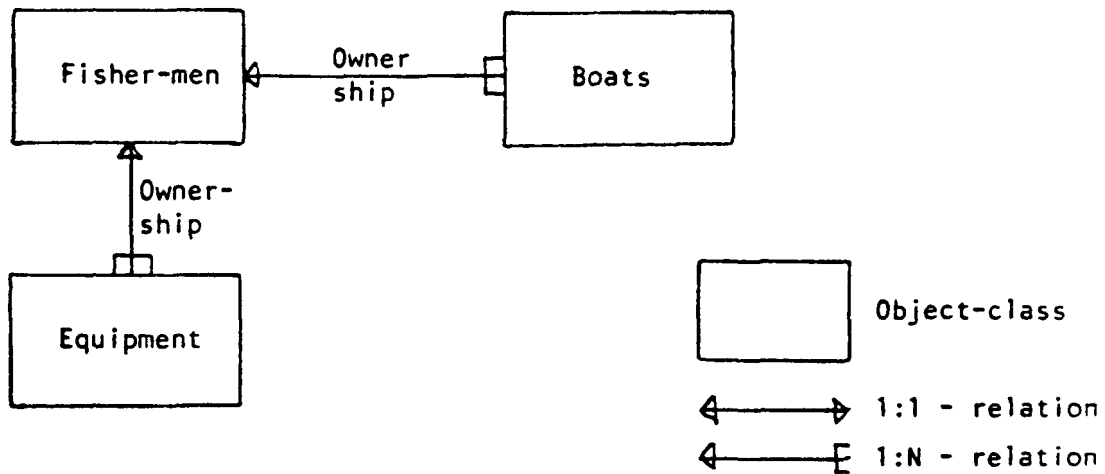 Fisher-men
Owner
ship
Boats
Owner-
ship
Equipment
Object-class
1:1 - relation
1:N - relation